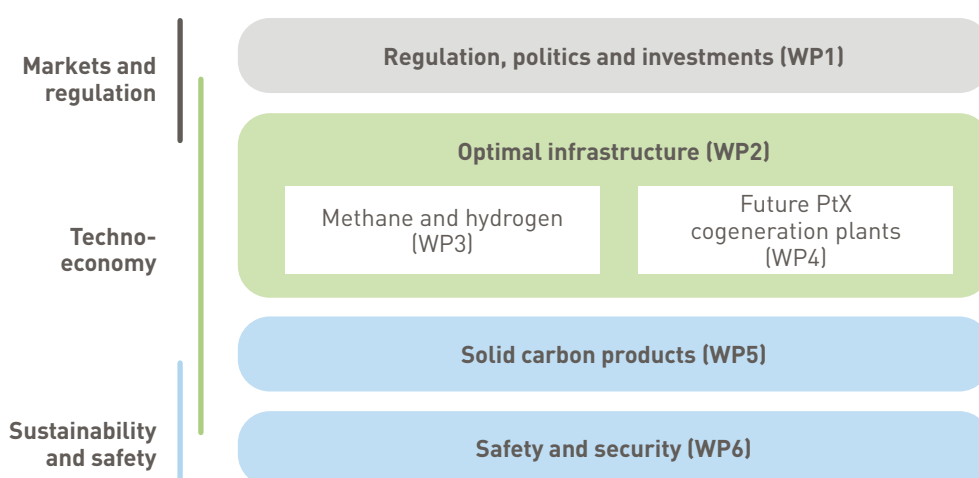 Markets and
regulation
Regulation, politics and investments (WP1)
Optimal infrastructure (WP2)
Methane and hydrogen
(WP3)
Future PtX
cogeneration plants
(WP4)
Techno-
economy
Solid carbon products (WP5)
Sustainability
and safety
Safety and security (WP6)